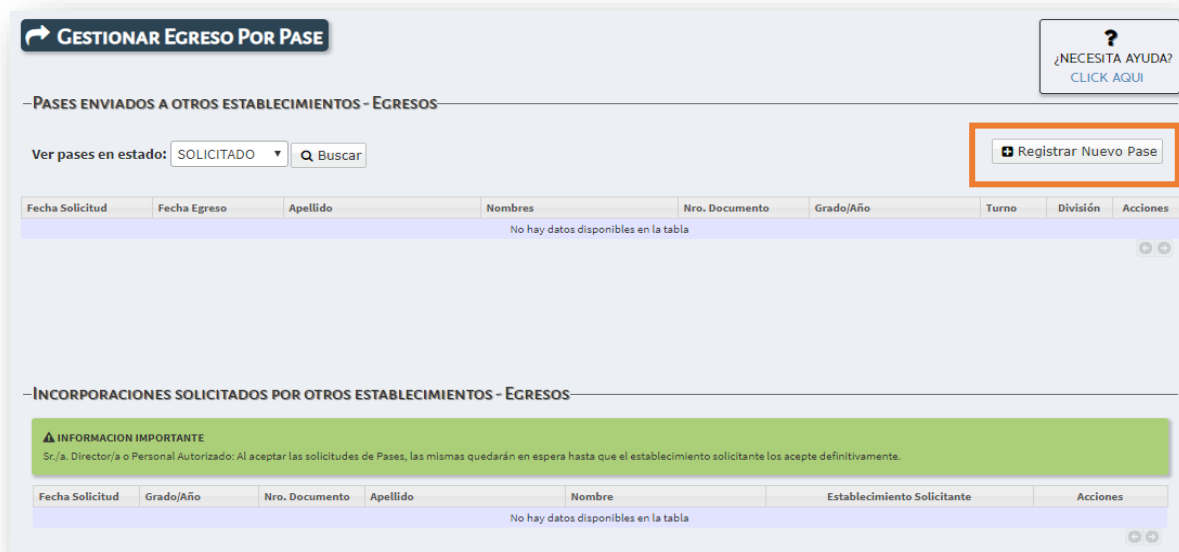 GESTIONAR EGRESO POR PASE
?
¿NECESITA AYUDA?
CLICK AQUI
PASES ENVIADOS A OTROS ESTABLECIMIENTOS - EGRESOS
Ver pases en estado: SOLICITADO Buscar Registrar Nuevo Pase
Fecha Solicitud Fecha Egreso Apellido Nombres Nro. Documento Grado/Año Turno División Acciones
No hay datos disponibles en la tabla
INCORPORACIONES SOLICITADOS POR OTROS ESTABLECIMIENTOS - EGRESOS
INFORMACION IMPORTANTE
Sr./a. Director/a o Personal Autorizado: Al aceptar las solicitudes de Pases, las mismas quedarán en espera hasta que el establecimiento solicitante los acepte definitivamente.
Fecha Solicitud Grado/Año Nro. Documento Apellido Nombre Establecimiento Solicitante Acciones
No hay datos disponibles en la tabla